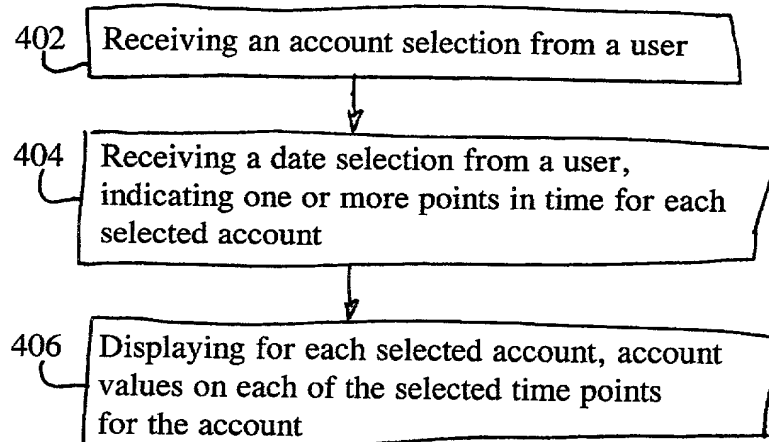 402 Receiving an account selection from a user
404 Receiving a date selection from a user,
indicating one or more points in time for each
selected account
406 Displaying for each selected account, account
values on each of the selected time points
for the account